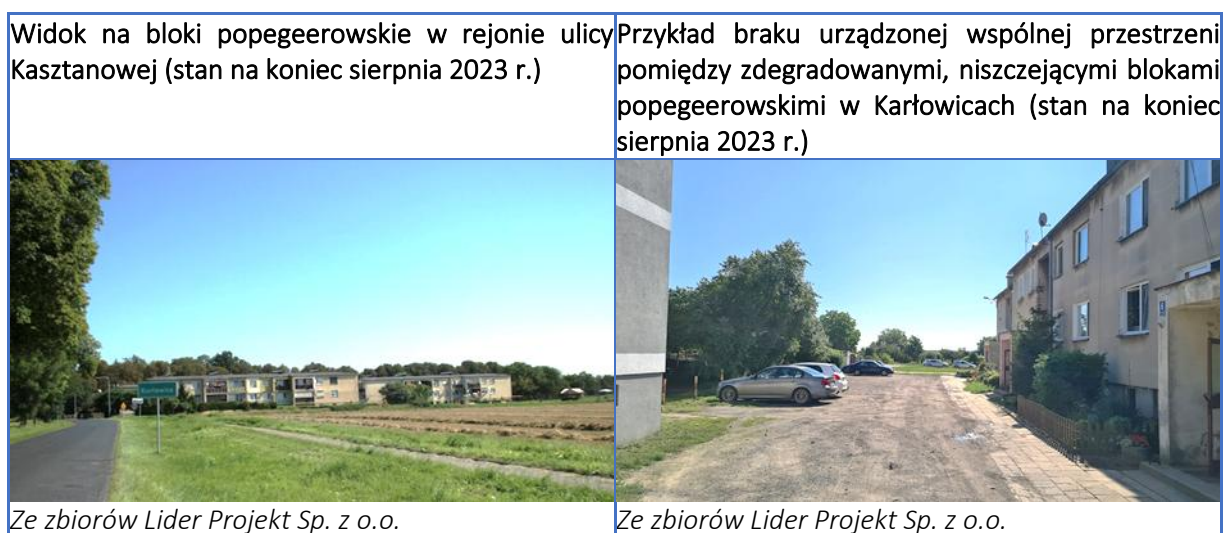 Widok na bloki popegeerowskie w rejonie ulicy
Kasztanowej (stan na koniec sierpnia 2023 r.)
Przykład braku urządzonej wspólnej przestrzeni
pomiędzy zdegradowanymi, niszczejącymi blokami
popegeerowskimi w Karłowicach (stan na koniec
sierpnia 2023 r.)
Ze zbiorów Lider Projekt Sp. z o.o.
Ze zbiorów Lider Projekt Sp. z o.o.